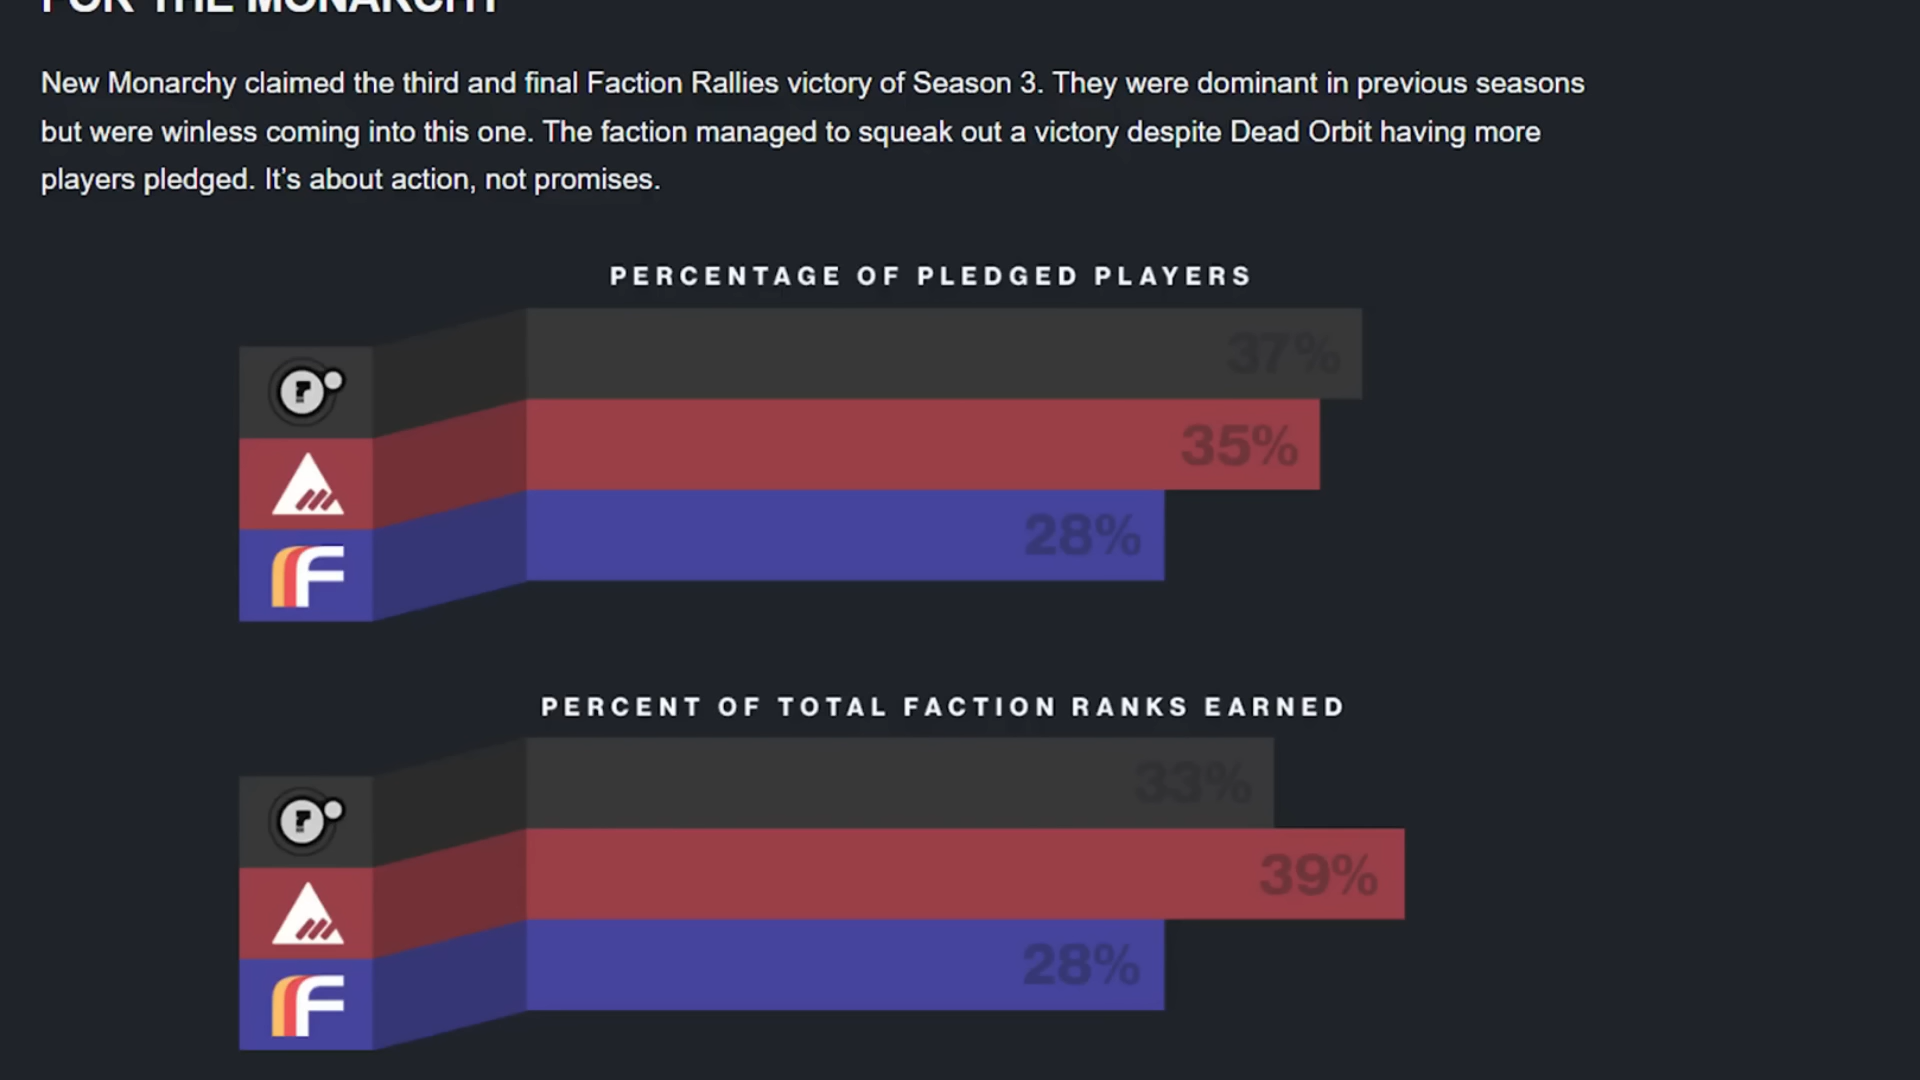 FOR THE MONARCHY
New Monarchy claimed the third and final Faction Rallies victory of Season 3. They were dominant in previous seasons
but were winless coming into this one. The faction managed to squeak out a victory despite Dead Orbit having more
players pledged. It’s about action, not promises.
PERCENTAGE OF PLEDGED PLAYERS
37%
35%
28%
PERCENT OF TOTAL FACTION RANKS EARNED
33%
39%
28%